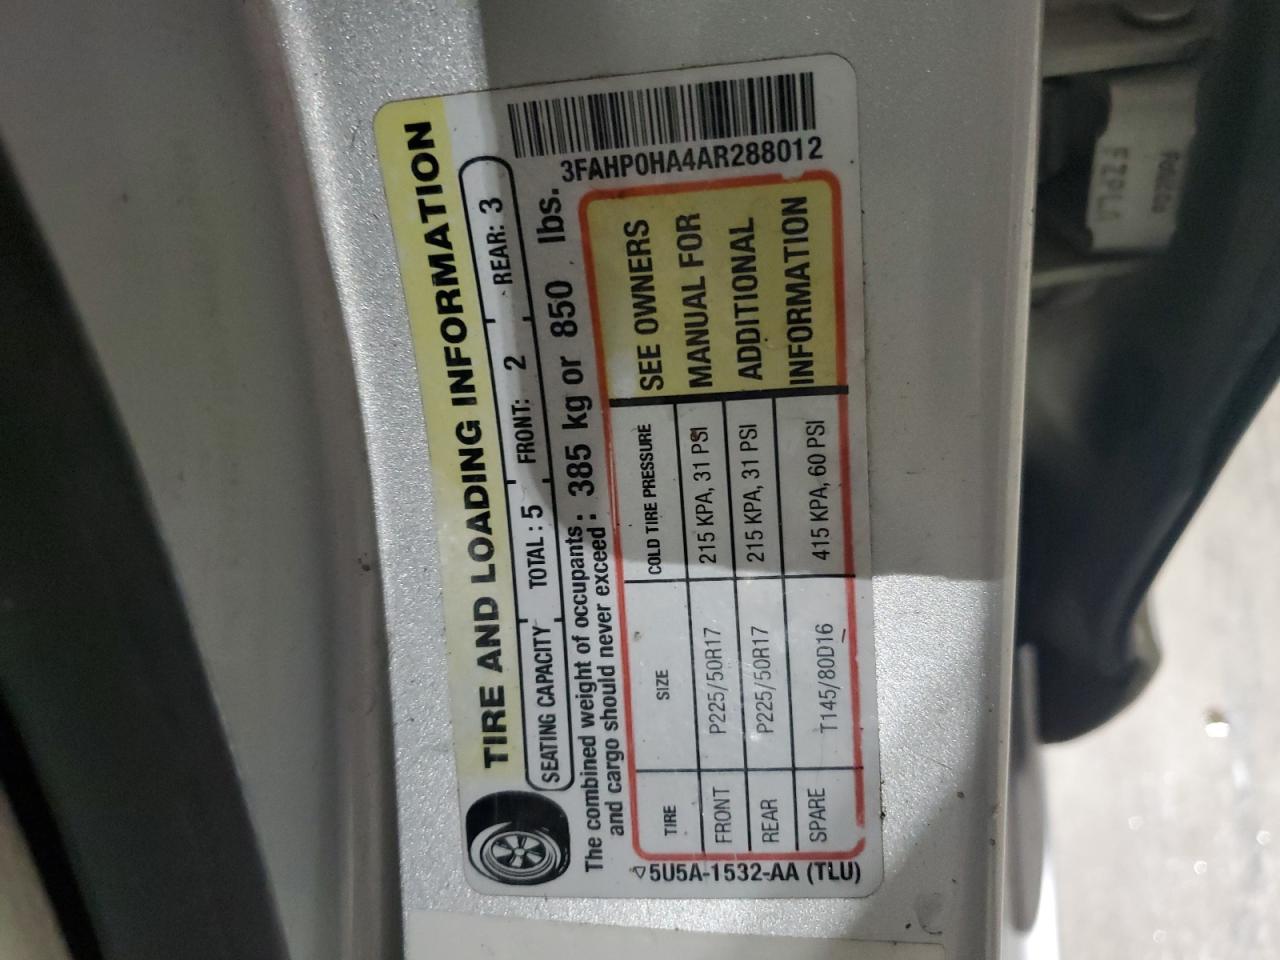 TIRE AND LOADING INFORMATION
SEATING CAPACITY TOTAL : 5 FRONT: 2 REAR: 3
The combined weight of occupants and cargo should never exceed : 385 kg or 850 lbs.
3FAHP0HA4AR288012
TIRE SIZE COLD TIRE PRESSURE
FRONT P225/50R17 215 KPA, 31 PSI
REAR P225/50R17 215 KPA, 31 PSI
SPARE T145/80D16 415 KPA, 60 PSI
SEE OWNERS
MANUAL FOR
ADDITIONAL
INFORMATION
5U5A-1532-AA (TLU)